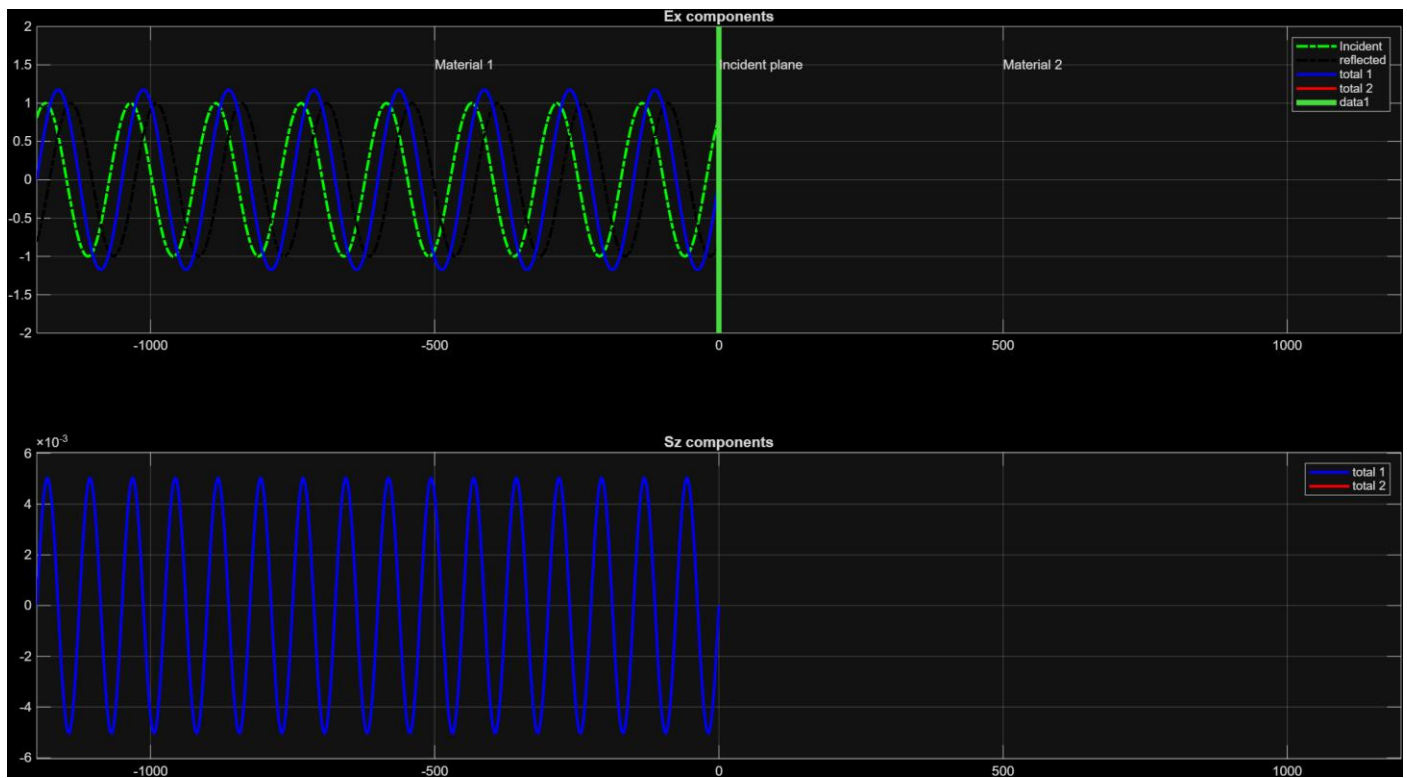 Ex components
2
1.5
1
0.5
0
-0.5
-1
-1.5
-2
Material 1
Incident plane
Material 2
Incident
reflected
total 1
total 2
data1
-1000
-500
0
500
1000
Sz components
×10-3
6
4
2
0
-2
-4
-6
total 1
total 2
-1000
-500
0
500
1000